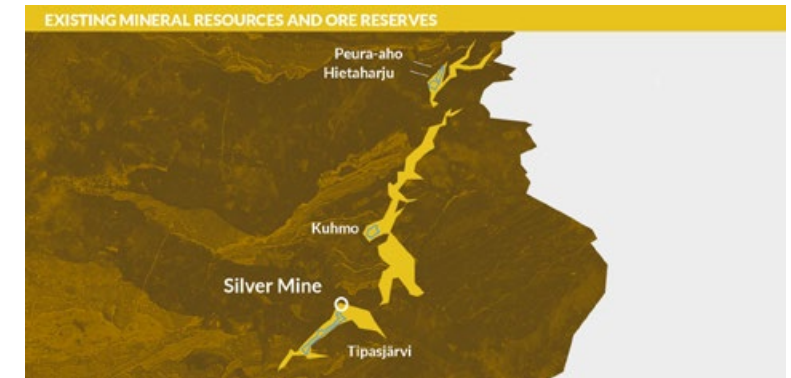 EXISTING MINERAL RESOURCES AND ORE RESERVES
Peura-aho
Hietaharju
Kuhmo
Silver Mine
Tipasjärvi